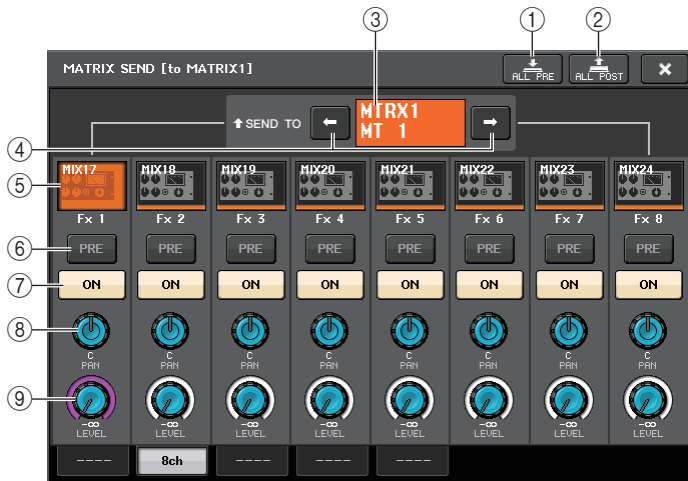 ① ② ③
MATRIX SEND [to MATRIX1]
ALL PRE
ALL POST
×
④
SEND TO
MTRX1
MT 1
⑤
MIX17 MIX18 MIX19 MIX20 MIX21 MIX22 MIX23 MIX24
Fx 1 Fx 2 Fx 3 Fx 4 Fx 5 Fx 6 Fx 7 Fx 8
⑥
PRE PRE PRE PRE PRE PRE PRE PRE
⑦
ON ON ON ON ON ON ON ON
⑧
C C C C C C C C
PAN PAN PAN PAN PAN PAN PAN PAN
⑨
-∞ -∞ -∞ -∞ -∞ -∞ -∞ -∞
LEVEL LEVEL LEVEL LEVEL LEVEL LEVEL LEVEL LEVEL
---- 8ch ---- ---- ----